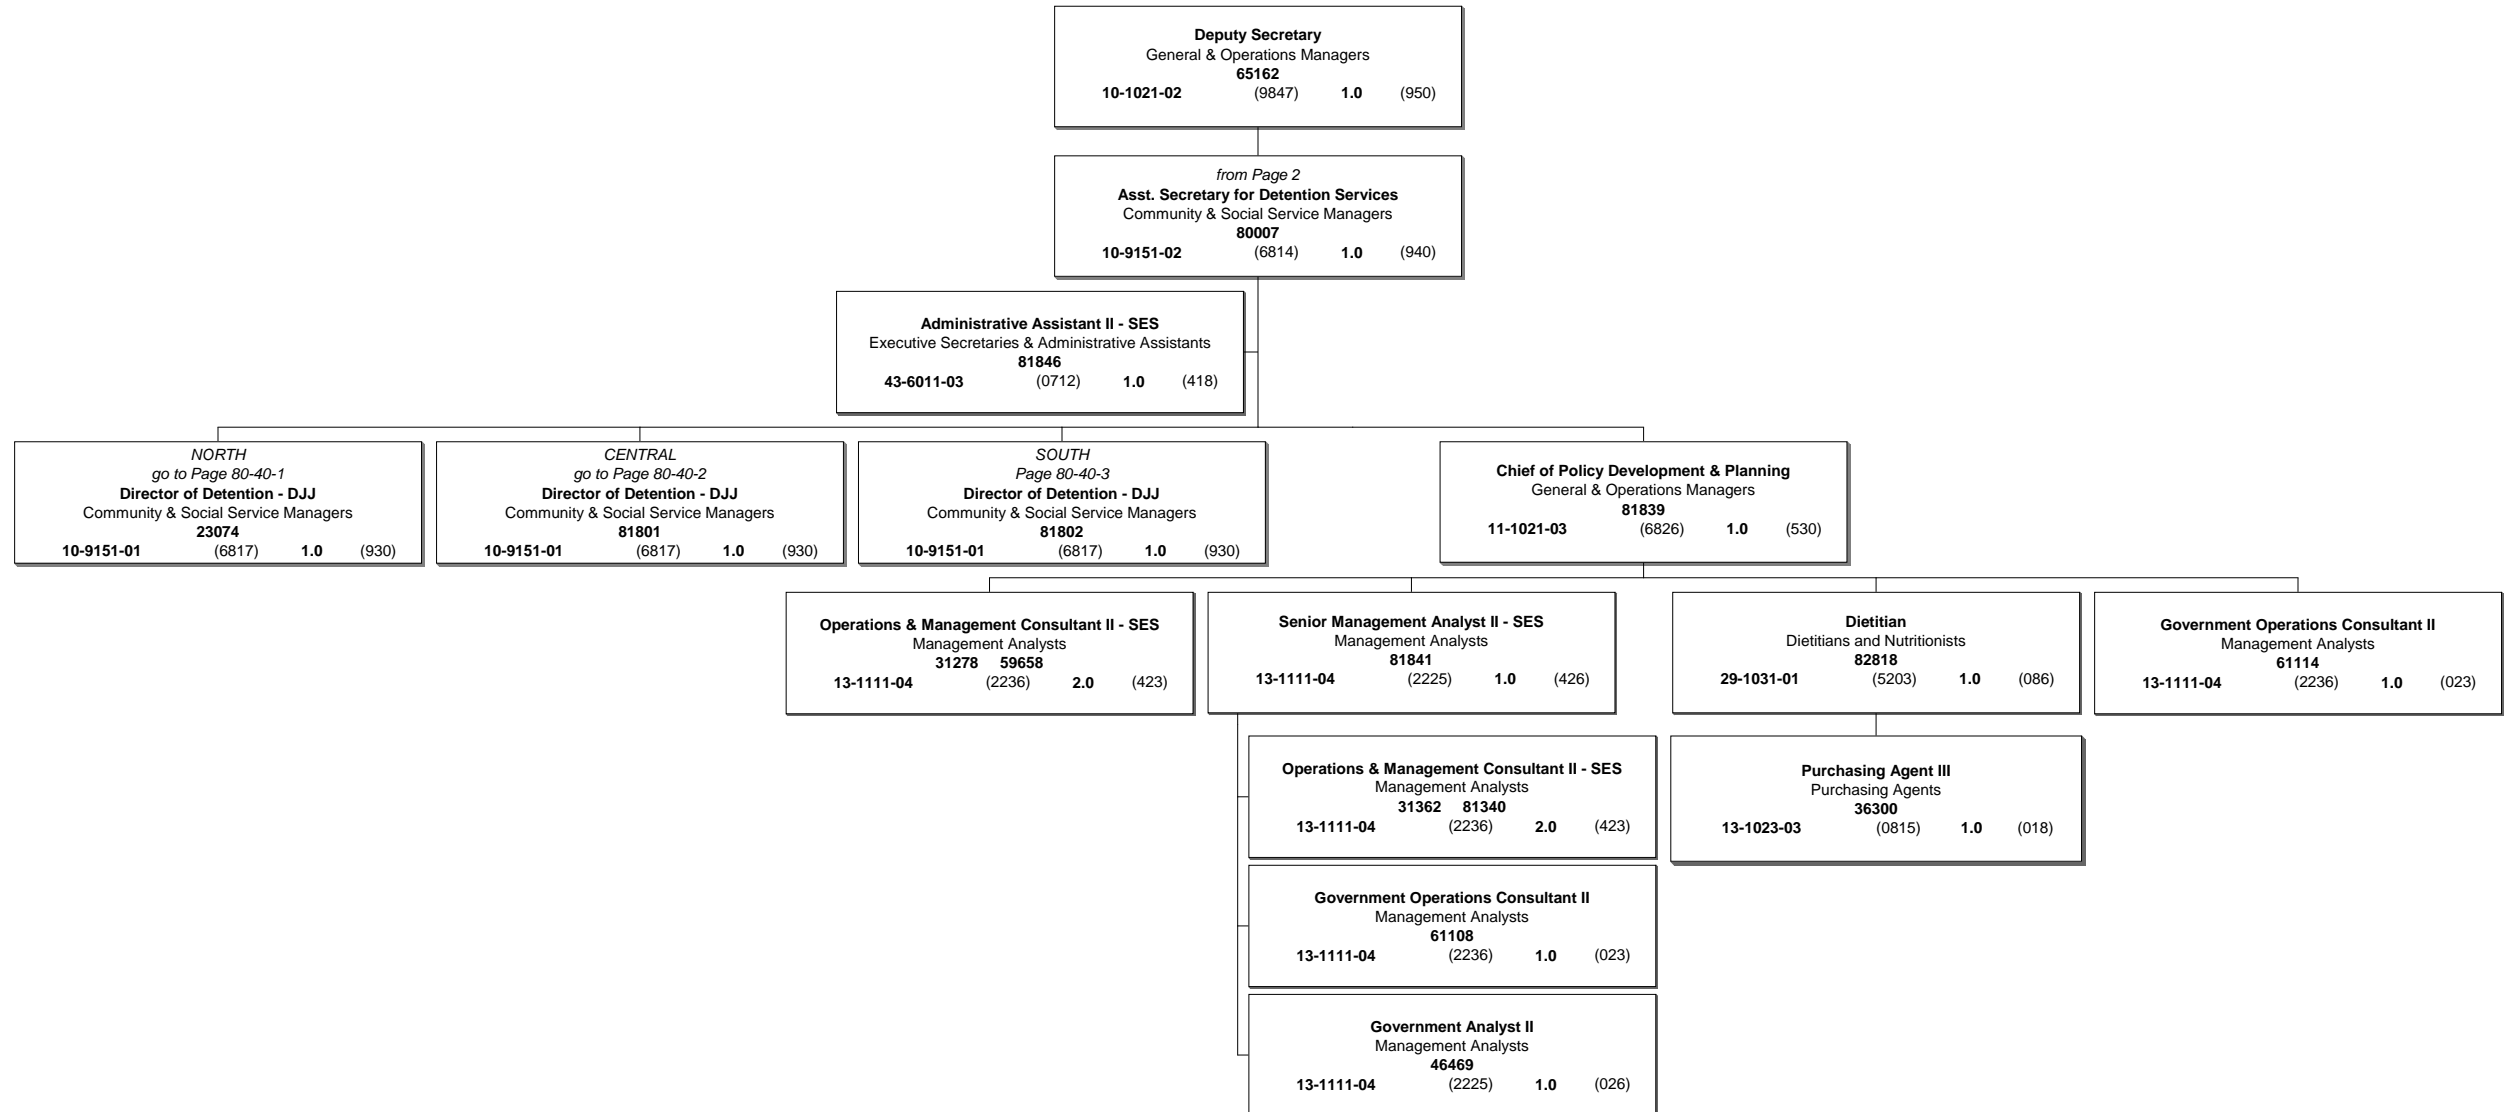 Deputy Secretary
General & Operations Managers
65162
10-1021-02 (9847) 1.0 (950)
from Page 2
Asst. Secretary for Detention Services
Community & Social Service Managers
80007
10-9151-02 (6814) 1.0 (940)
Administrative Assistant II - SES
Executive Secretaries & Administrative Assistants
81846
43-6011-03 (0712) 1.0 (418)
NORTH
go to Page 80-40-1
Director of Detention - DJJ
Community & Social Service Managers
23074
10-9151-01 (6817) 1.0 (930)
CENTRAL
go to Page 80-40-2
Director of Detention - DJJ
Community & Social Service Managers
81801
10-9151-01 (6817) 1.0 (930)
SOUTH
Page 80-40-3
Director of Detention - DJJ
Community & Social Service Managers
81802
10-9151-01 (6817) 1.0 (930)
Chief of Policy Development & Planning
General & Operations Managers
81839
11-1021-03 (6826) 1.0 (530)
Operations & Management Consultant II - SES
Management Analysts
31278 59658
13-1111-04 (2236) 2.0 (423)
Senior Management Analyst II - SES
Management Analysts
81841
13-1111-04 (2225) 1.0 (426)
Dietitian
Dietitians and Nutritionists
82818
29-1031-01 (5203) 1.0 (086)
Government Operations Consultant II
Management Analysts
61114
13-1111-04 (2236) 1.0 (023)
Operations & Management Consultant II - SES
Management Analysts
31362 81340
13-1111-04 (2236) 2.0 (423)
Purchasing Agent III
Purchasing Agents
36300
13-1023-03 (0815) 1.0 (018)
Government Operations Consultant II
Management Analysts
61108
13-1111-04 (2236) 1.0 (023)
Government Analyst II
Management Analysts
46469
13-1111-04 (2225) 1.0 (026)